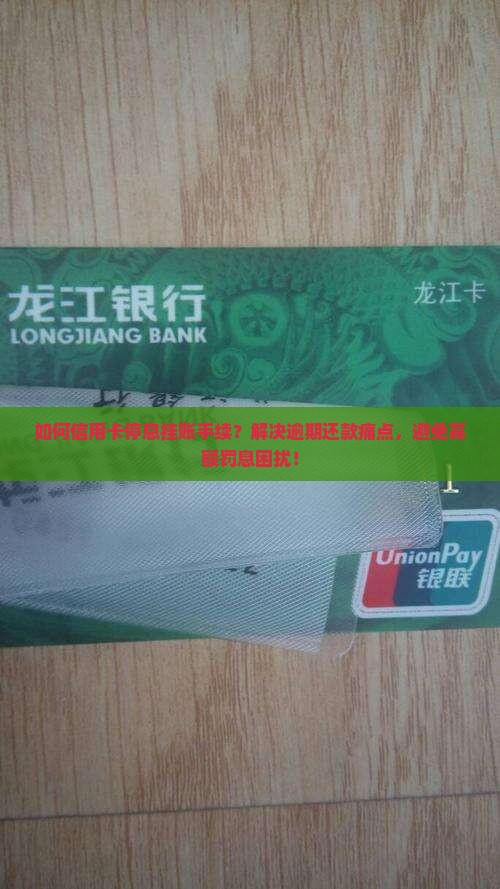 龙江银行
LONGJIANG BANK
龙江卡
如何信用卡停息挂账手续？解决逾期还款痛点，避免高
额罚息困扰！
1
UnionPay
银联